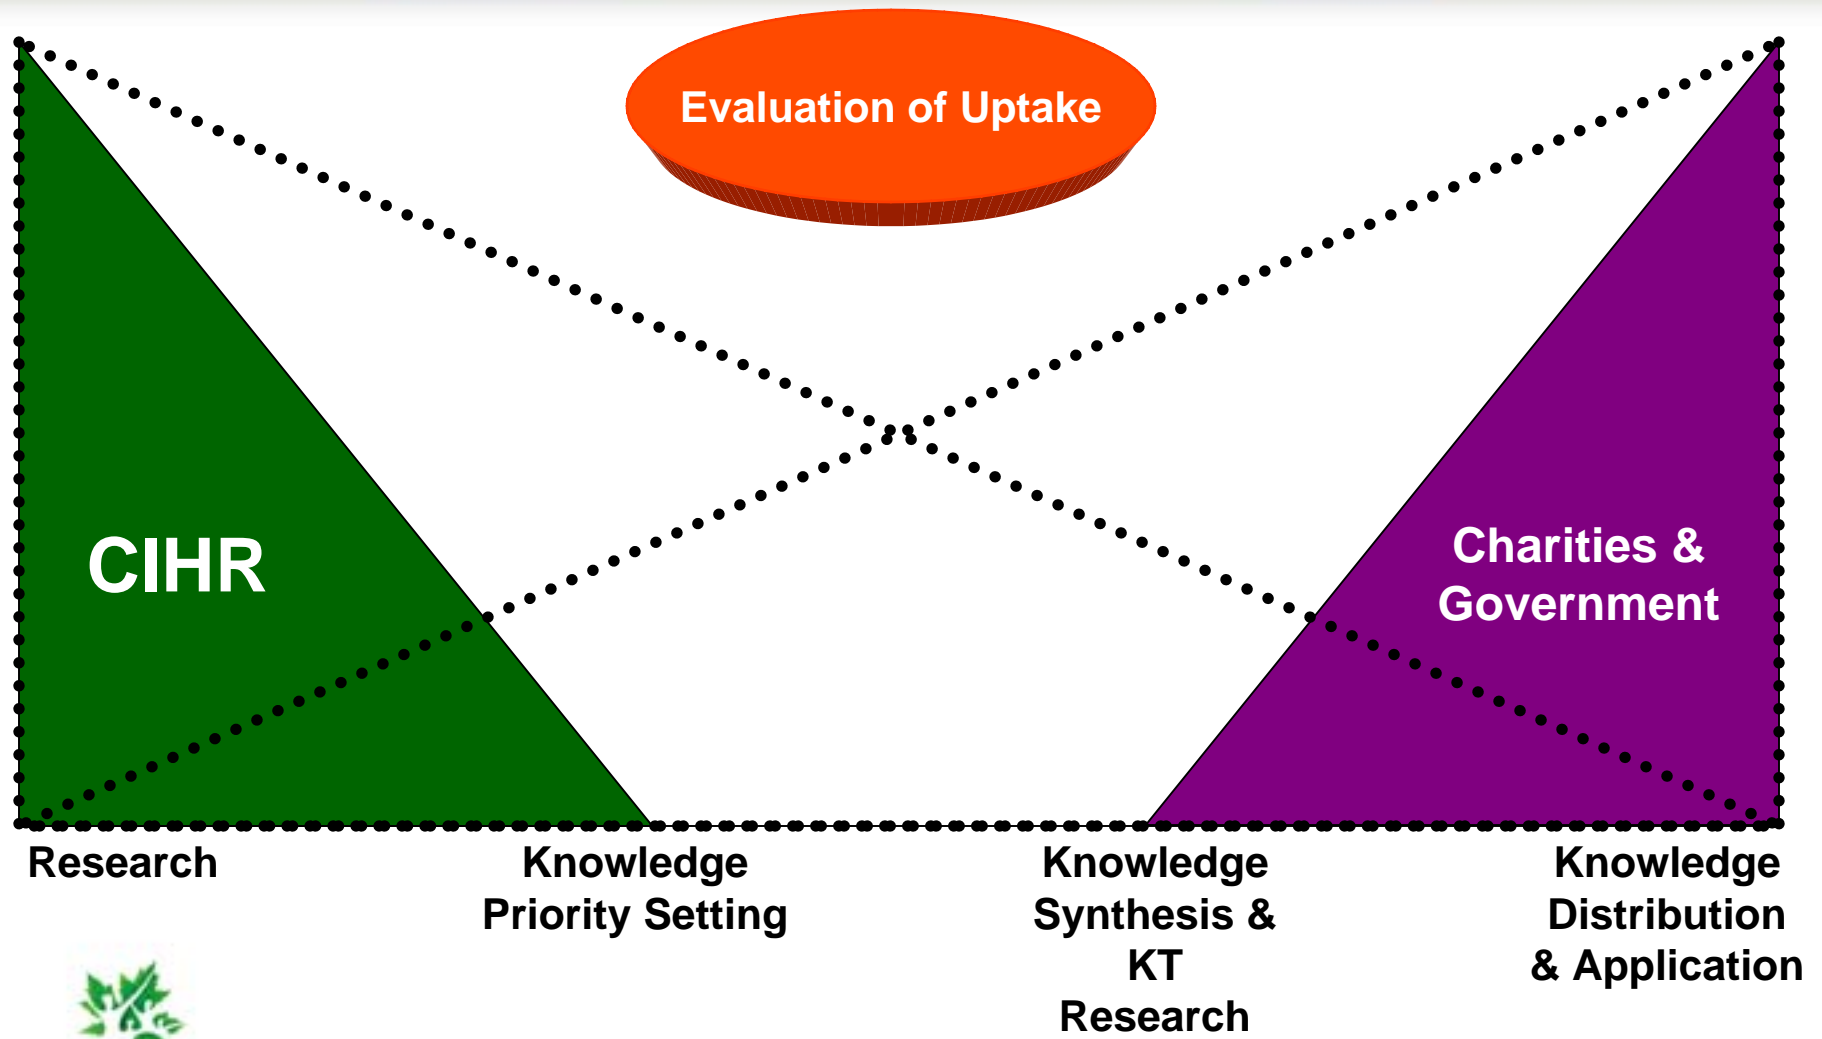 Evaluation of Uptake
CIHR
Charities &
Government
Research
Knowledge
Priority Setting
Knowledge
Synthesis &
KT
Research
Knowledge
Distribution
& Application